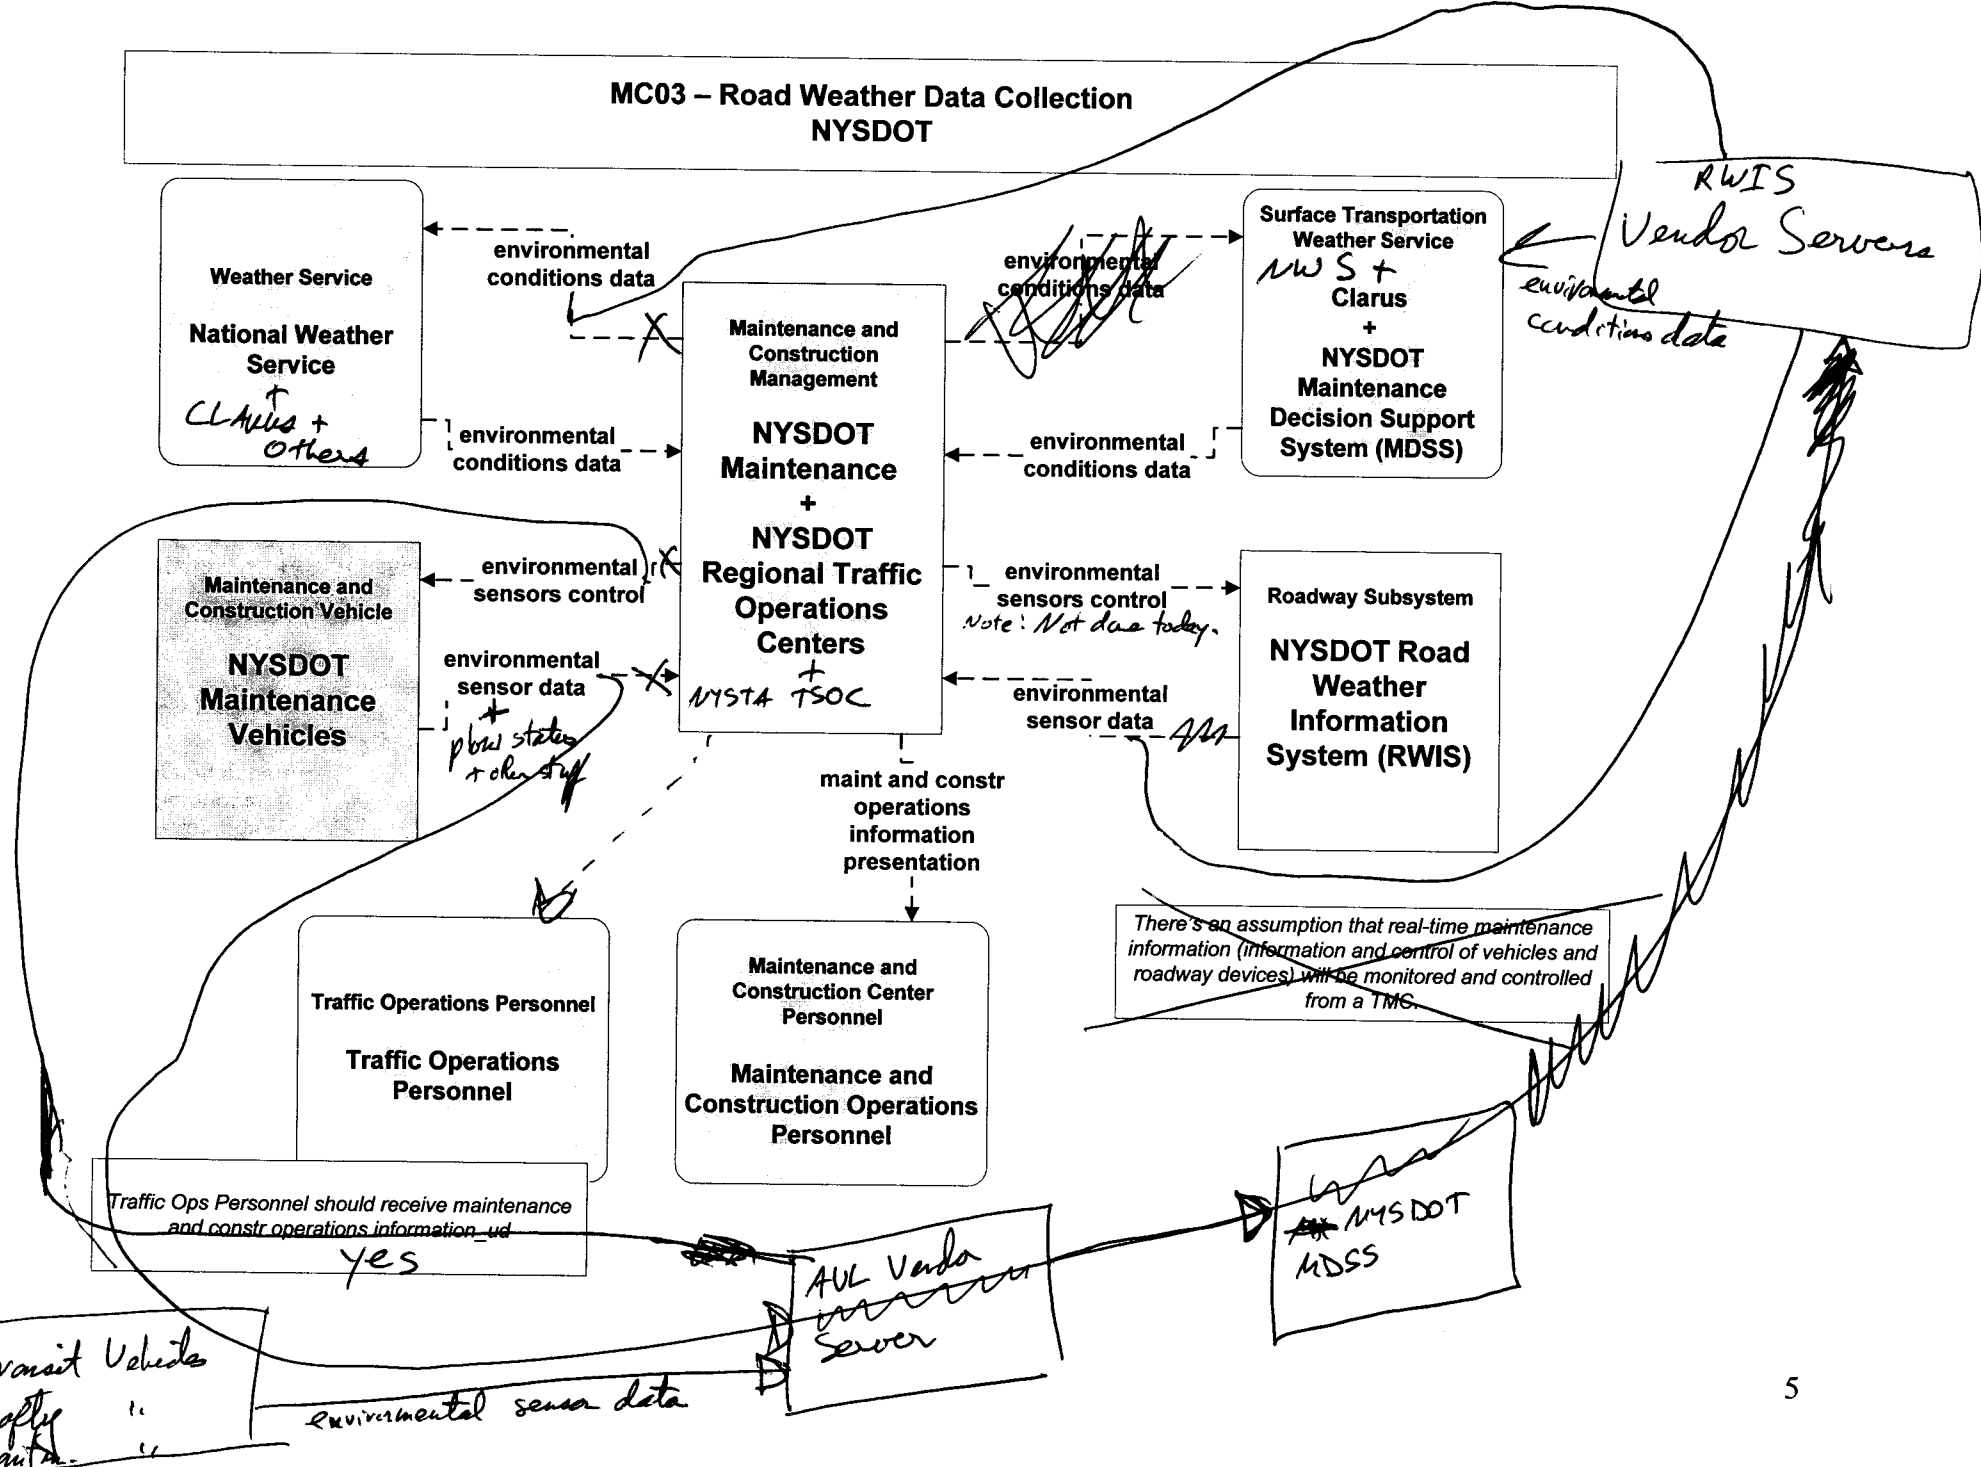 MC03 – Road Weather Data Collection
NYSDOT
RWIS
Vendor Servers
environmental
conditions data
Weather Service
National Weather
Service
+
CLARUS +
Others
environmental
conditions data
environmental
conditions data
Maintenance and
Construction
Management
NYSDOT
Maintenance
+
NYSDOT
Regional Traffic
Operations
Centers
+
NYSTA TSOC
environmental
conditions data
environmental
conditions data
Surface Transportation
Weather Service
NWS +
Clarus
+
NYSDOT
Maintenance
Decision Support
System (MDSS)
Maintenance and
Construction Vehicle
NYSDOT
Maintenance
Vehicles
environmental
sensors control
environmental
sensor data
+
plow status
+ other stuff
environmental
sensors control
Note: Not done today.
environmental
sensor data
Roadway Subsystem
NYSDOT Road
Weather
Information
System (RWIS)
maint and constr
operations
information
presentation
Traffic Operations Personnel
Traffic Operations
Personnel
Maintenance and
Construction Center
Personnel
Maintenance and
Construction Operations
Personnel
There's an assumption that real-time maintenance
information (information and control of vehicles and
roadway devices) will be monitored and controlled
from a TMC.
Traffic Ops Personnel should receive maintenance
and constr operations information_ud
yes
AVL Vendor
Server
NYSDOT
MDSS
Vehicles
"
"
environmental sensor data
5